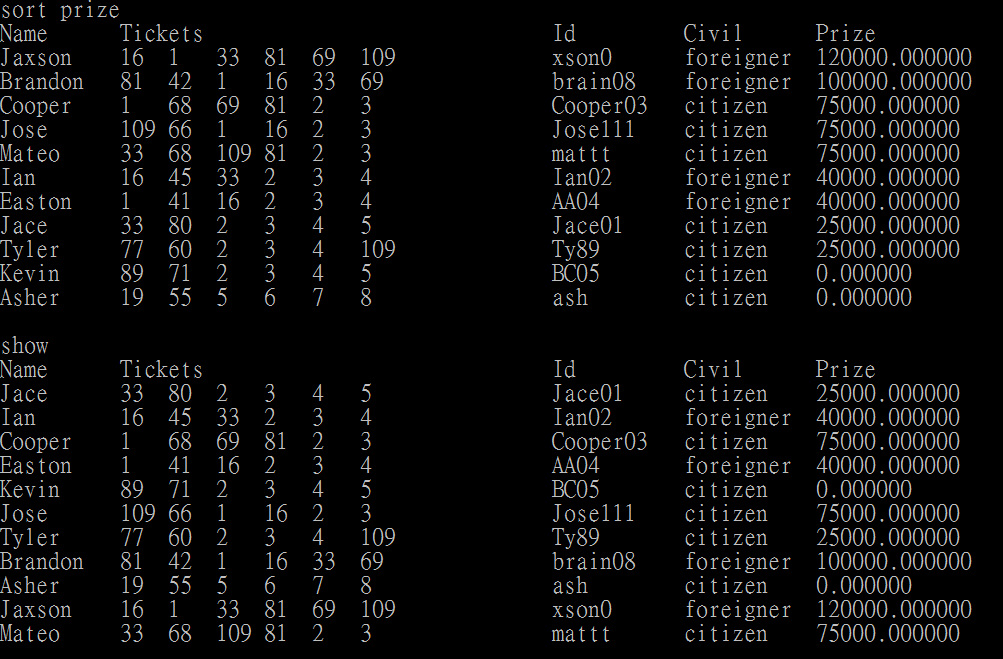 sort prize
Name Tickets Id Civil Prize
Jaxson 16 1 33 81 69 109 xson0 foreigner 120000.000000
Brandon 81 42 1 16 33 69 brain08 foreigner 100000.000000
Cooper 1 68 69 81 2 3 Cooper03 citizen 75000.000000
Jose 109 66 1 16 2 3 Jose111 citizen 75000.000000
Mateo 33 68 109 81 2 3 mattt citizen 75000.000000
Ian 16 45 33 2 3 4 Ian02 foreigner 40000.000000
Easton 1 41 16 2 3 4 AA04 foreigner 40000.000000
Jace 33 80 2 3 4 5 Jace01 citizen 25000.000000
Tyler 77 60 2 3 4 109 Ty89 citizen 25000.000000
Kevin 89 71 2 3 4 5 BC05 citizen 0.000000
Asher 19 55 5 6 7 8 ash citizen 0.000000
show
Name Tickets Id Civil Prize
Jace 33 80 2 3 4 5 Jace01 citizen 25000.000000
Ian 16 45 33 2 3 4 Ian02 foreigner 40000.000000
Cooper 1 68 69 81 2 3 Cooper03 citizen 75000.000000
Easton 1 41 16 2 3 4 AA04 foreigner 40000.000000
Kevin 89 71 2 3 4 5 BC05 citizen 0.000000
Jose 109 66 1 16 2 3 Jose111 citizen 75000.000000
Tyler 77 60 2 3 4 109 Ty89 citizen 25000.000000
Brandon 81 42 1 16 33 69 brain08 foreigner 100000.000000
Asher 19 55 5 6 7 8 ash citizen 0.000000
Jaxson 16 1 33 81 69 109 xson0 foreigner 120000.000000
Mateo 33 68 109 81 2 3 mattt citizen 75000.000000